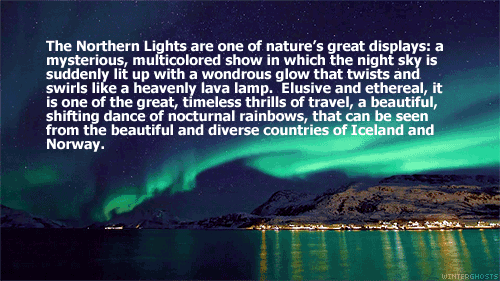 The Northern Lights are one of nature’s great displays: a
mysterious, multicolored show in which the night sky is
suddenly lit up with a wondrous glow that twists and
swirls like a heavenly lava lamp.  Elusive and ethereal, it
is one of the great, timeless thrills of travel, a beautiful,
shifting dance of nocturnal rainbows, that can be seen
from the beautiful and diverse countries of Iceland and
Norway.
WINTERGHOSTS